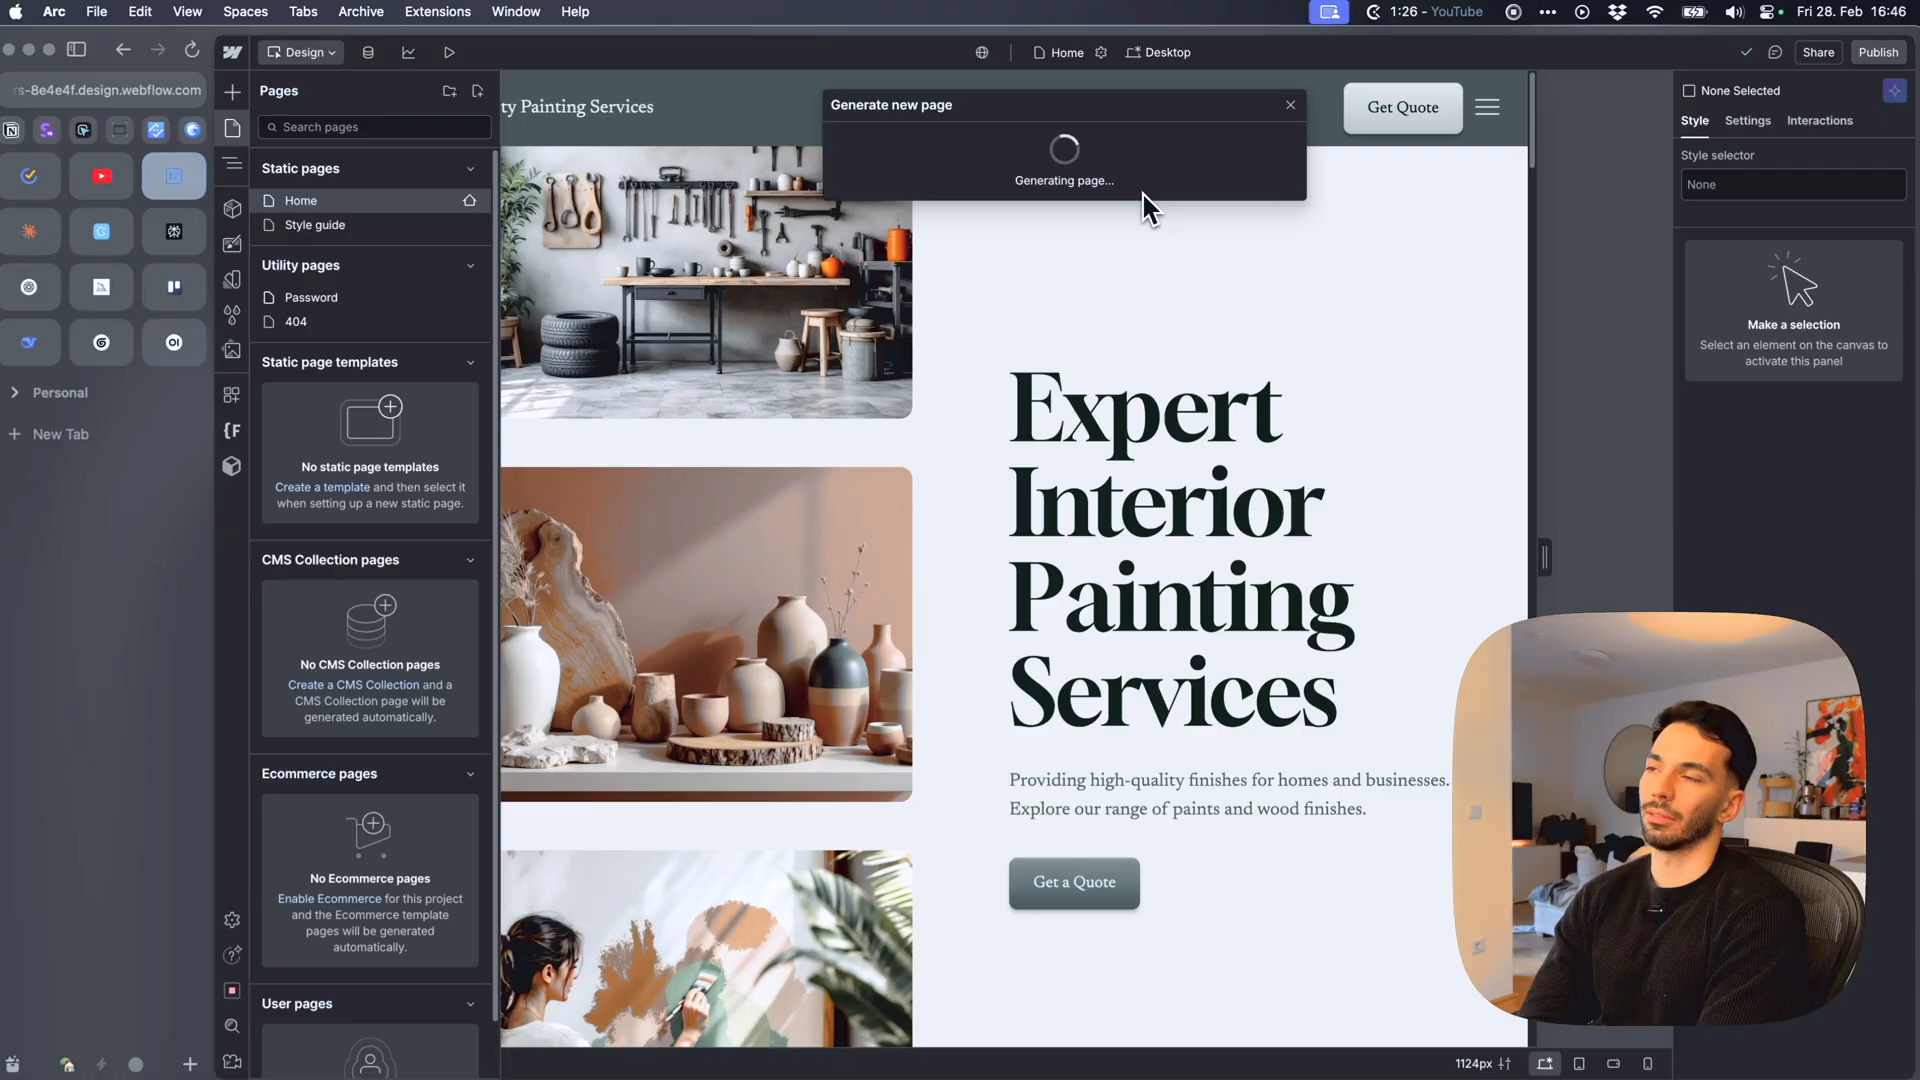 Arc File Edit View Spaces Tabs Archive Extensions Window Help
1:26 - YouTube
Fri 28. Feb 16:46
Design
Home
Desktop
Share
Publish
rs-8e4e4f.design.webflow.com
Personal
New Tab
Pages
Search pages
Static pages
Home
Style guide
Utility pages
Password
404
Static page templates
No static page templates
Create a template and then select it
when setting up a new static page.
CMS Collection pages
No CMS Collection pages
Create a CMS Collection and a
CMS Collection page will be
generated automatically.
Ecommerce pages
No Ecommerce pages
Enable Ecommerce for this project
and the Ecommerce template
pages will be generated
automatically.
User pages
ty Painting Services
Get Quote
Generate new page
Generating page...
Expert
Interior
Painting
Services
Providing high-quality finishes for homes and businesses.
Explore our range of paints and wood finishes.
Get a Quote
1124px
None Selected
Style Settings Interactions
Style selector
None
Make a selection
Select an element on the canvas to
activate this panel